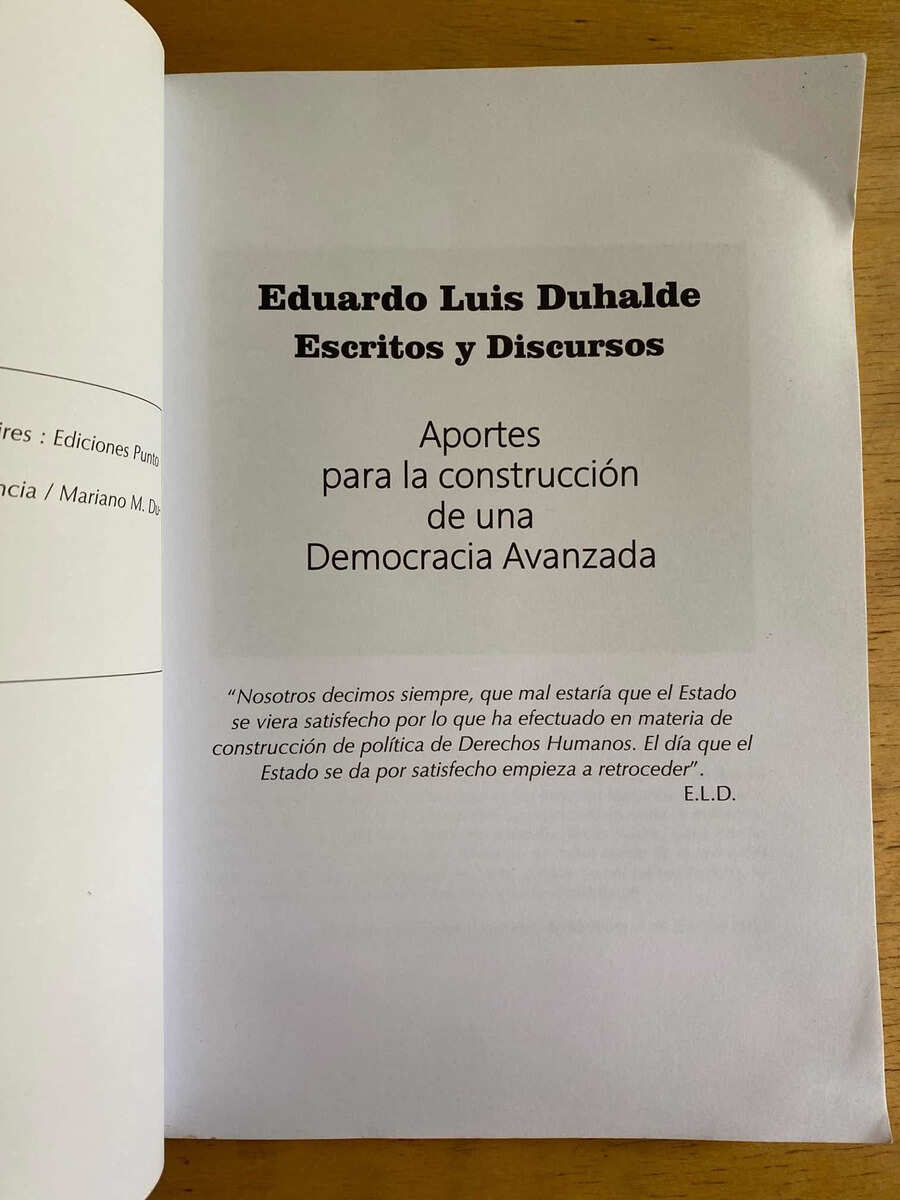 ires : Ediciones Punto
ncia / Mariano M. Du-
Eduardo Luis Duhalde
Escritos y Discursos
Aportes
para la construcción
de una
Democracia Avanzada
“Nosotros decimos siempre, que mal estaría que el Estado
se viera satisfecho por lo que ha efectuado en materia de
construcción de política de Derechos Humanos. El día que el
Estado se da por satisfecho empieza a retroceder”.
E.L.D.